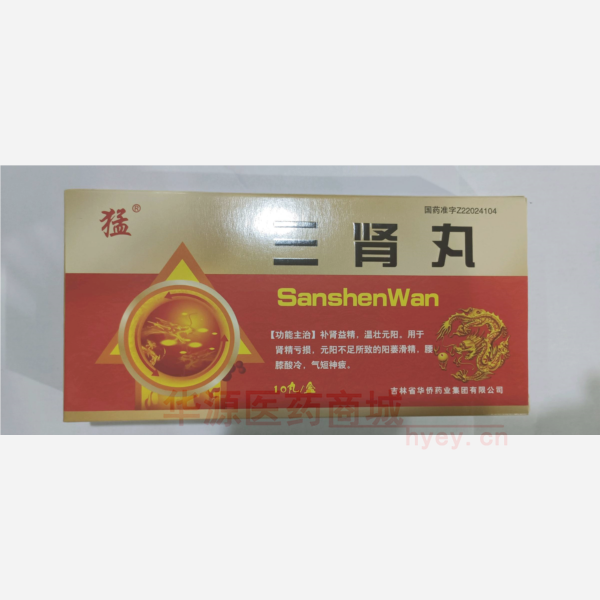 猛®
国药准字Z22024104
三肾丸
SanshenWan
【功能主治】补肾益精，温壮元阳。用于
肾精亏损、元阳不足所致的阳萎滑精，腰
膝酸冷，气短神疲。
10丸/盒
吉林省华侨药业集团有限公司
华源医药商城
hyey.cn